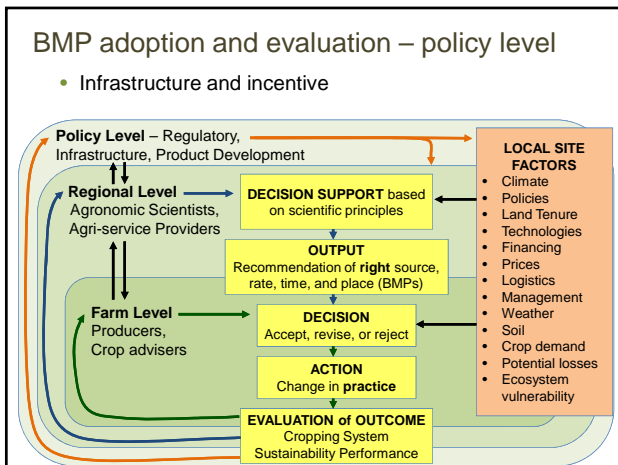 BMP adoption and evaluation – policy level
• Infrastructure and incentive
Policy Level – Regulatory,
Infrastructure, Product Development
Regional Level
Agronomic Scientists,
Agri-service Providers
Farm Level
Producers,
Crop advisers
DECISION SUPPORT based
on scientific principles
OUTPUT
Recommendation of right source,
rate, time, and place (BMPs)
DECISION
Accept, revise, or reject
ACTION
Change in practice
EVALUATION of OUTCOME
Cropping System
Sustainability Performance
LOCAL SITE
FACTORS
• Climate
• Policies
• Land Tenure
• Technologies
• Financing
• Prices
• Logistics
• Management
• Weather
• Soil
• Crop demand
• Potential losses
• Ecosystem
vulnerability